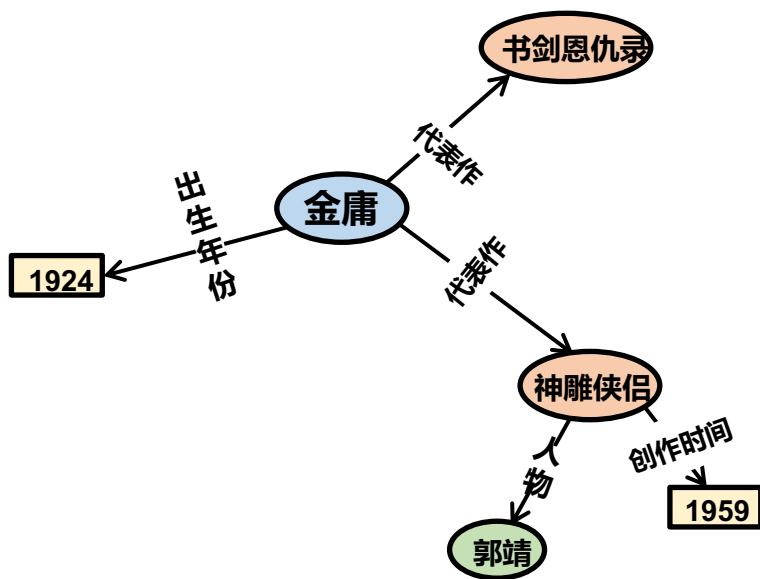 书剑恩仇录
代表作
金庸
出生年份
1924
代表作
神雕侠侣
人物
创作时间
1959
郭靖